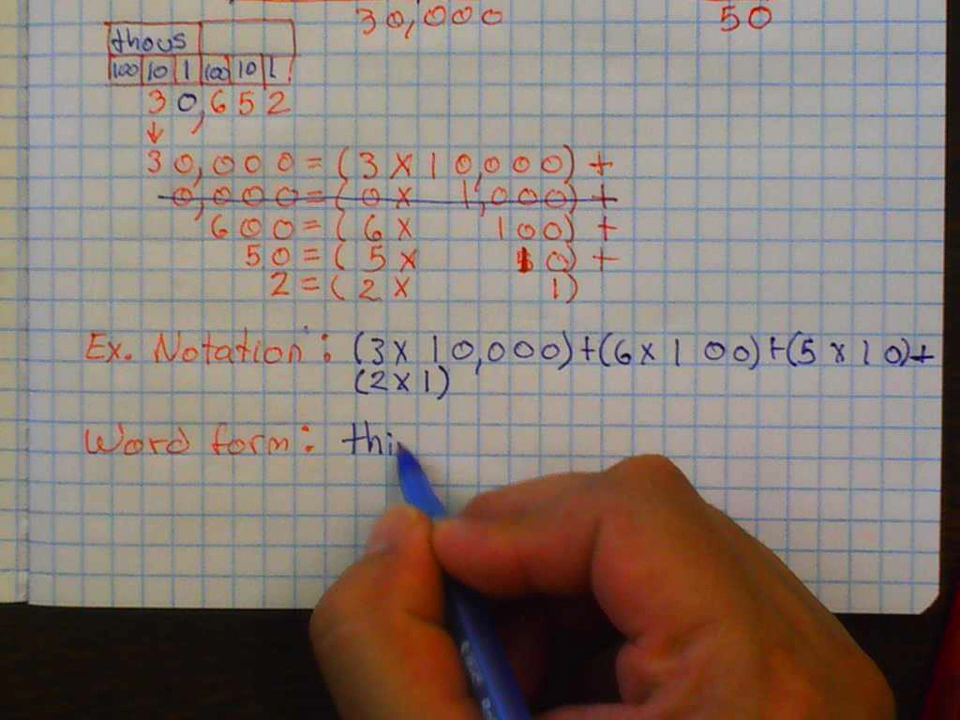 30,000 50
thous
100 10 1 100 10 1
30,652
30,000 = (3 x 10,000) +
0,000 = (0 x 1,000) +
600 = (6 x 100) +
50 = (5 x 10) +
2 = (2 x 1)
Ex. Notation: (3 x 10,000) + (6 x 100) + (5 x 10) +
(2 x 1)
Word form: thi